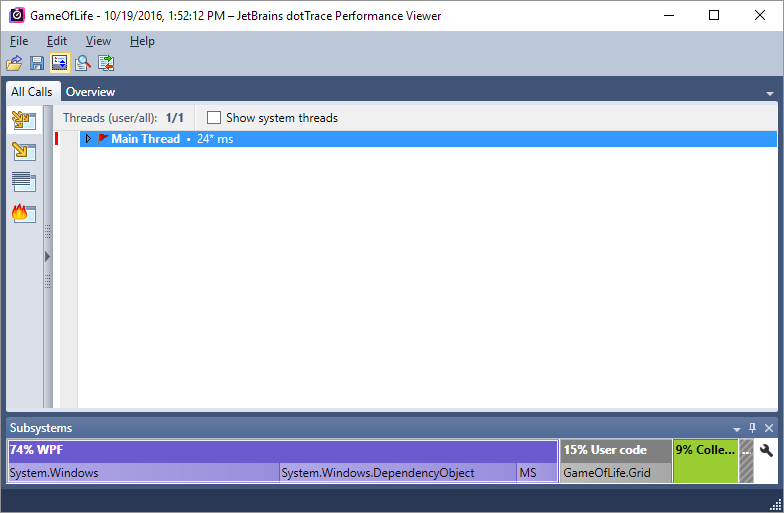 GameOfLife - 10/19/2016, 1:52:12 PM – JetBrains dotTrace Performance Viewer
File Edit View Help
All Calls Overview
Threads (user/all): 1/1 Show system threads
Main Thread • 24* ms
Subsystems
74% WPF 15% User code 9% Colle... ...
System.Windows System.Windows.DependencyObject MS GameOfLife.Grid